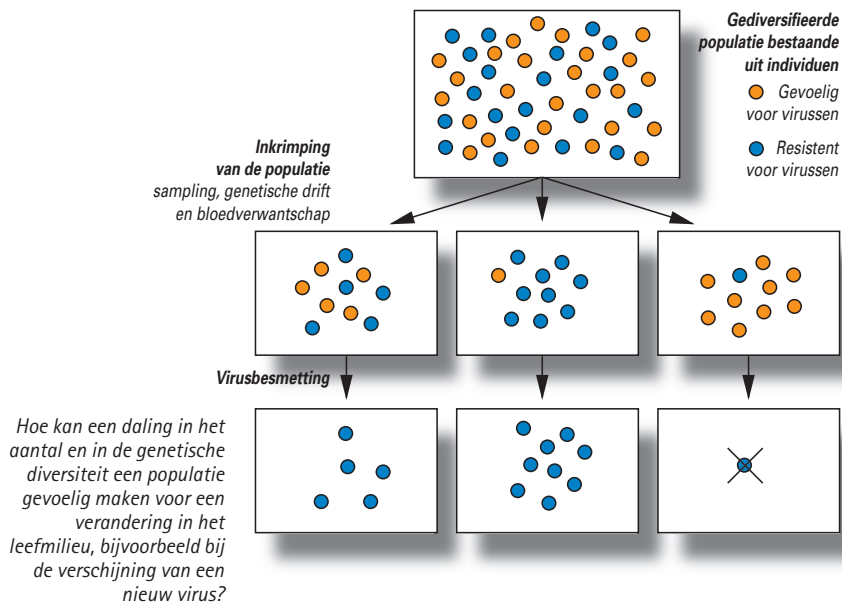 Gediversifieerde
populatie bestaande
uit individuen
Gevoelig
voor virussen
Resistent
voor virussen
Inkrimping
van de populatie
sampling, genetische drift
en bloedverwantschap
Virusbesmetting
Hoe kan een daling in het
aantal en in de genetische
diversiteit een populatie
gevoelig maken voor een
verandering in het
leefmilieu, bijvoorbeeld bij
de verschijning van een
nieuw virus?